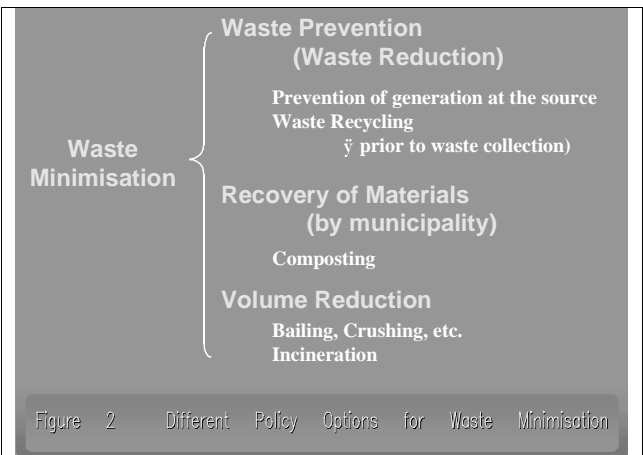 Waste Prevention
(Waste Reduction)
Prevention of generation at the source
Waste Recycling
ÿ prior to waste collection)
Waste
Minimisation
Recovery of Materials
(by municipality)
Composting
Volume Reduction
Bailing, Crushing, etc.
Incineration
Figure 2 Different Policy Options for Waste Minimisation